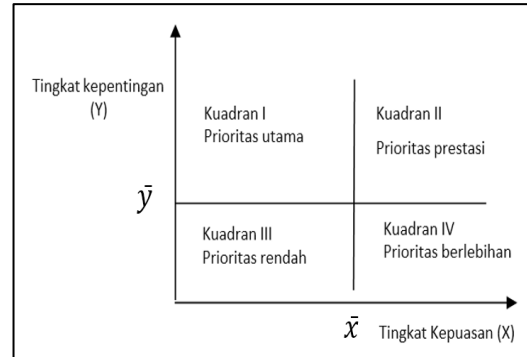 Tingkat kepentingan
(Y)
Kuadran I
Prioritas utama
Kuadran II
Prioritas prestasi
ȳ
Kuadran III
Prioritas rendah
Kuadran IV
Prioritas berlebihan
x̄
Tingkat Kepuasan (X)